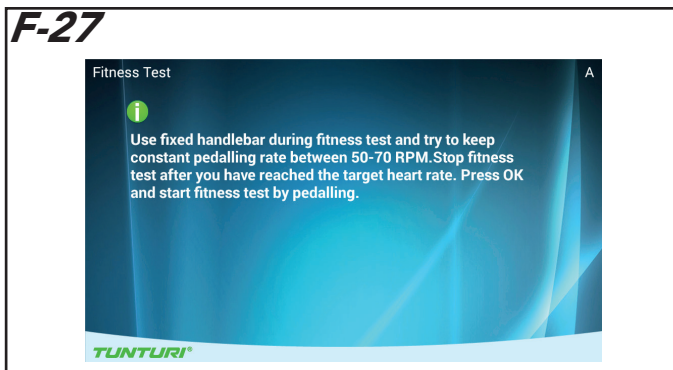 F-27
Fitness Test A
i
Use fixed handlebar during fitness test and try to keep
constant pedalling rate between 50-70 RPM.Stop fitness
test after you have reached the target heart rate. Press OK
and start fitness test by pedalling.
TUNTURI®